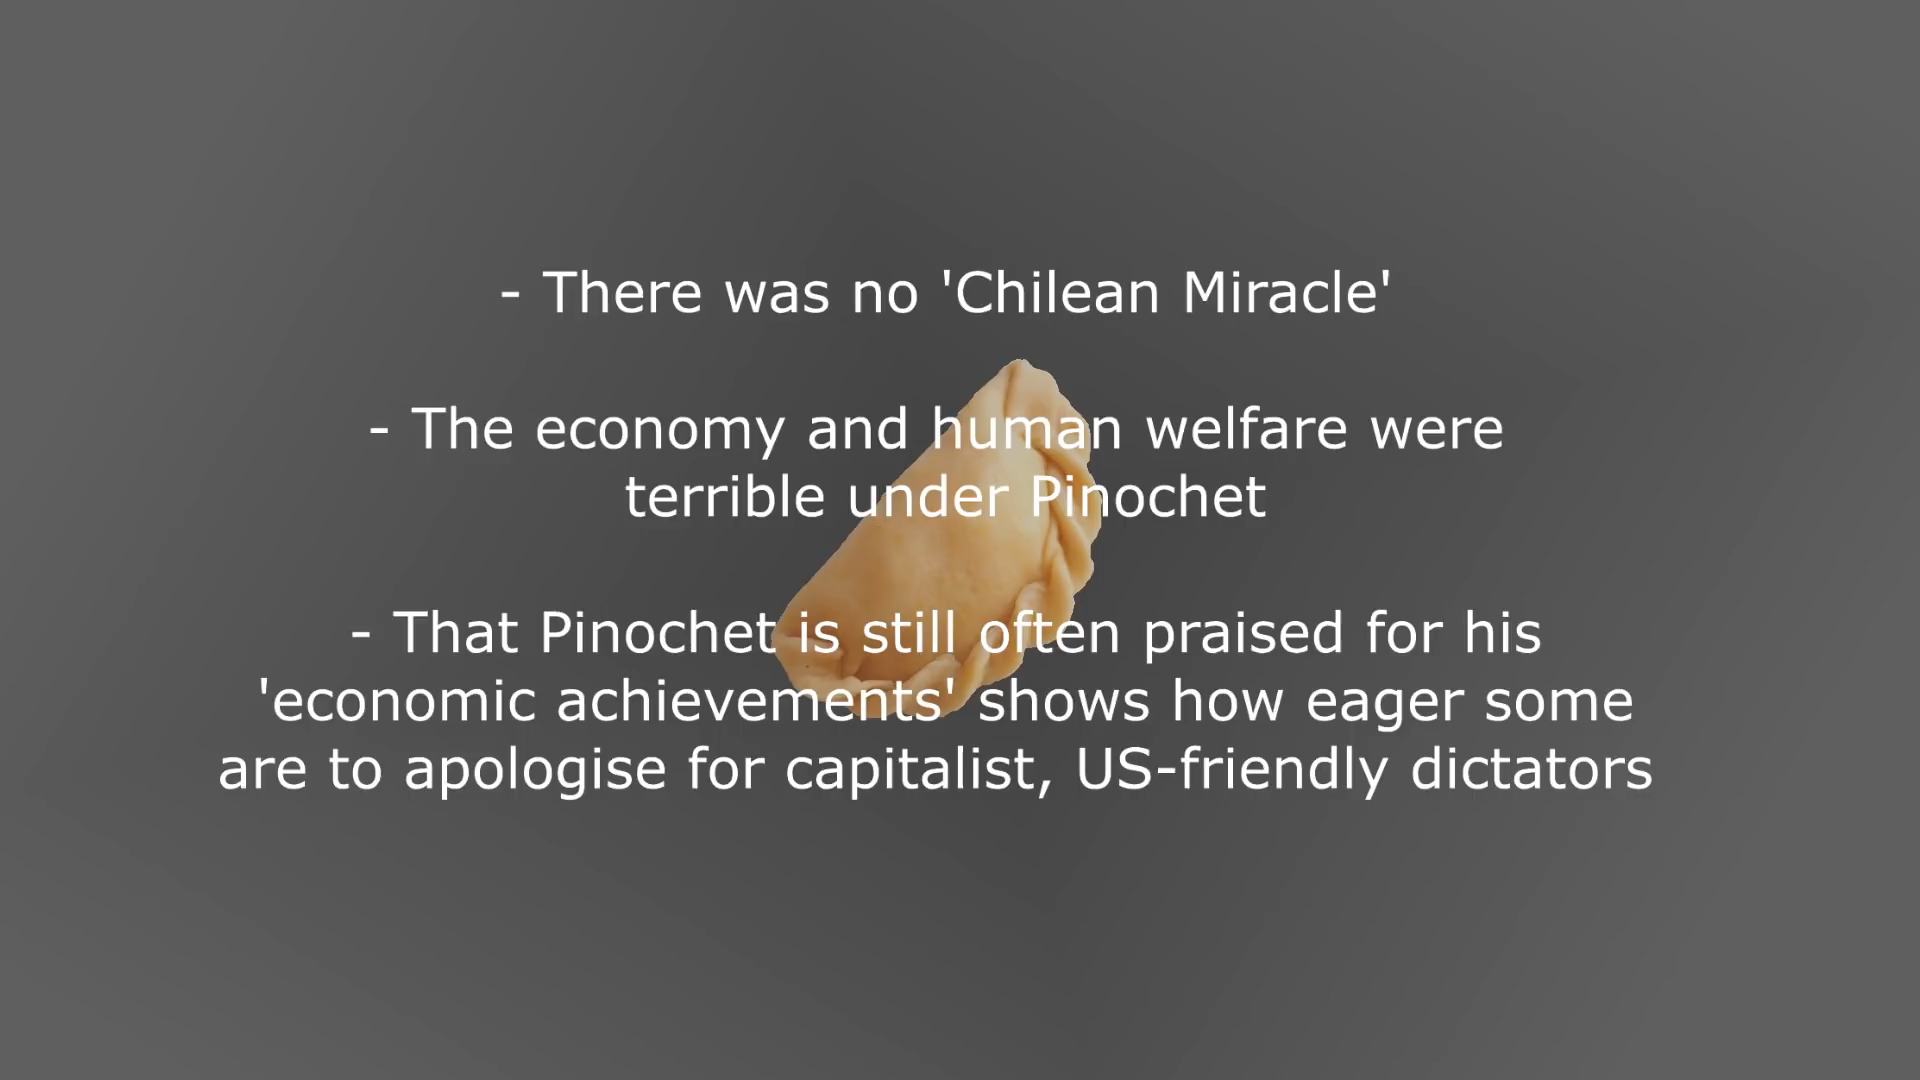 - There was no 'Chilean Miracle'
- The economy and human welfare were
terrible under Pinochet
- That Pinochet is still often praised for his
'economic achievements' shows how eager some
are to apologise for capitalist, US-friendly dictators